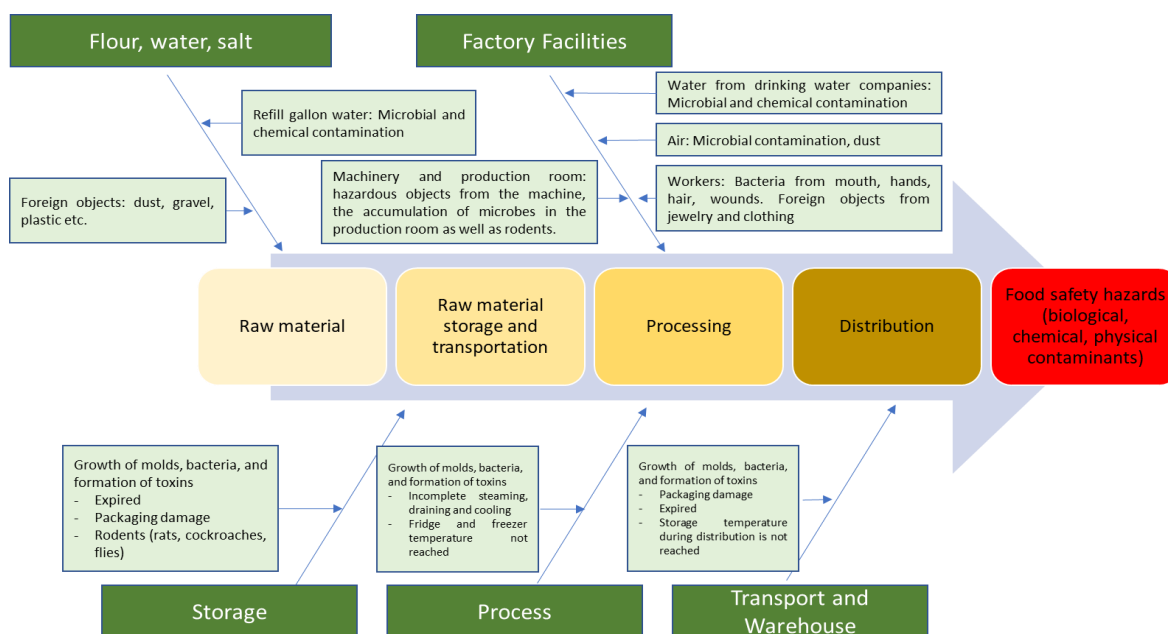 Flour, water, salt
Factory Facilities
Water from drinking water companies:
Microbial and chemical contamination
Refill gallon water: Microbial and
chemical contamination
Air: Microbial contamination, dust
Machinery and production room:
hazardous objects from the machine,
the accumulation of microbes in the
production room as well as rodents.
Workers: Bacteria from mouth, hands,
hair, wounds. Foreign objects from
jewelry and clothing
Foreign objects: dust, gravel,
plastic etc.
Raw material
Raw material
storage and
transportation
Processing
Distribution
Food safety hazards
(biological,
chemical, physical
contaminants)
Growth of molds, bacteria, and
formation of toxins
- Expired
- Packaging damage
- Rodents (rats, cockroaches,
flies)
Growth of molds, bacteria,
and formation of toxins
- Incomplete steaming,
draining and cooling
- Fridge and freezer
temperature not
reached
Growth of molds, bacteria,
and formation of toxins
- Packaging damage
- Expired
- Storage temperature
during distribution is not
reached
Storage
Process
Transport and
Warehouse